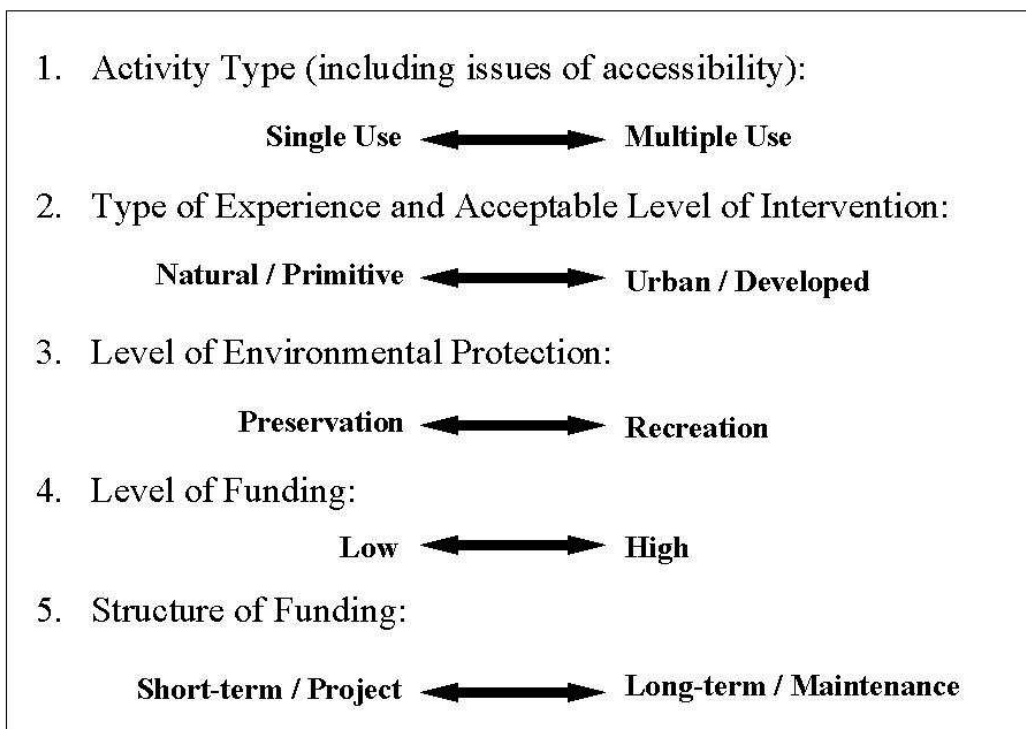 1. Activity Type (including issues of accessibility):
Single Use Multiple Use
2. Type of Experience and Acceptable Level of Intervention:
Natural / Primitive Urban / Developed
3. Level of Environmental Protection:
Preservation Recreation
4. Level of Funding:
Low High
5. Structure of Funding:
Short-term / Project Long-term / Maintenance